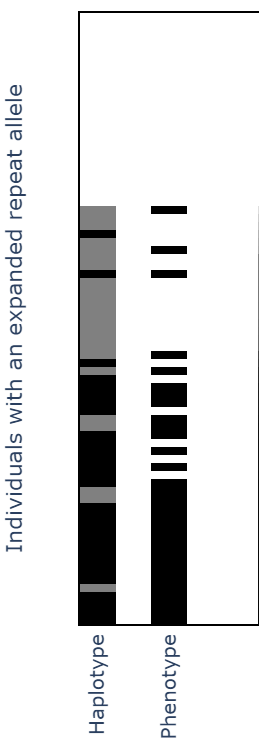 Individuals with an expanded repeat allele
Haplotype
Phenotype